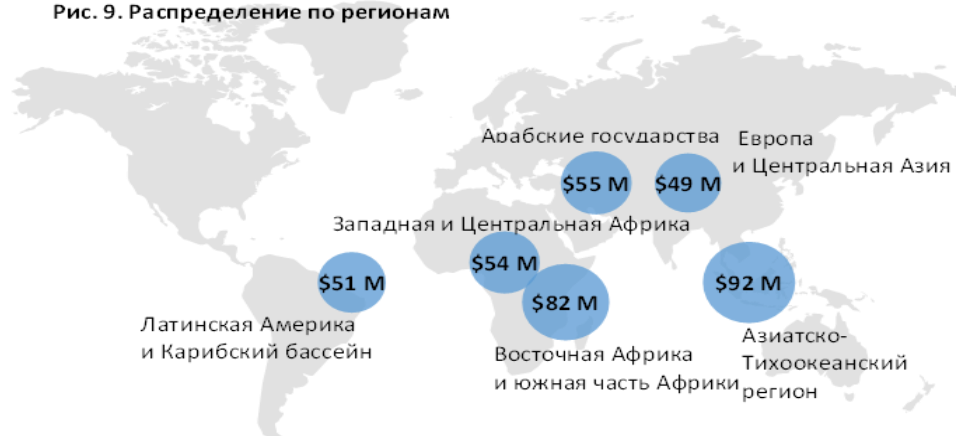 Рис. 9. Распределение по регионам
Арабские государства
$55 M
Европа
и Центральная Азия
$49 M
Западная и Центральная Африка
$54 M
$51 M
Латинская Америка
и Карибский бассейн
$82 M
Восточная Африка
и южная часть Африки
$92 M
Азиатско-
Тихоокеанский
регион